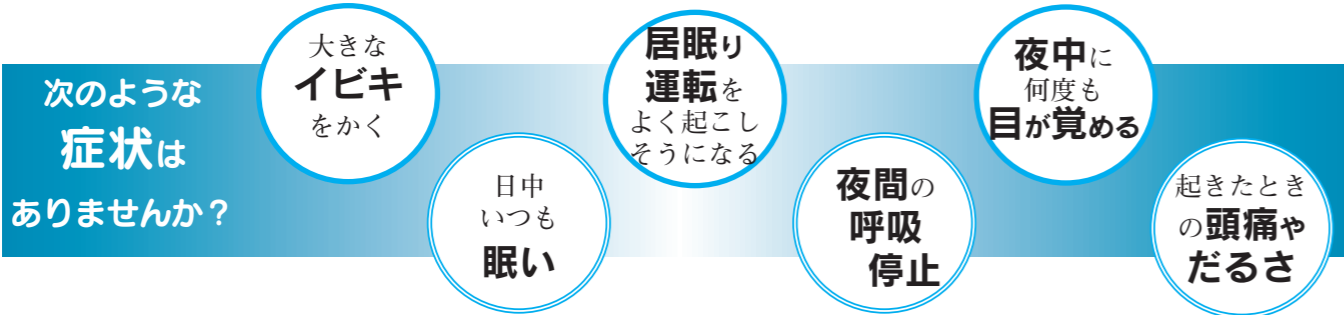 次のような
症状は
ありませんか？
大きな
イビキ
をかく
日中
いつも
眠い
居眠り
運転を
よく起こし
そうになる
夜間の
呼吸
停止
夜中に
何度も
目が覚める
起きたとき
の頭痛や
だるさ